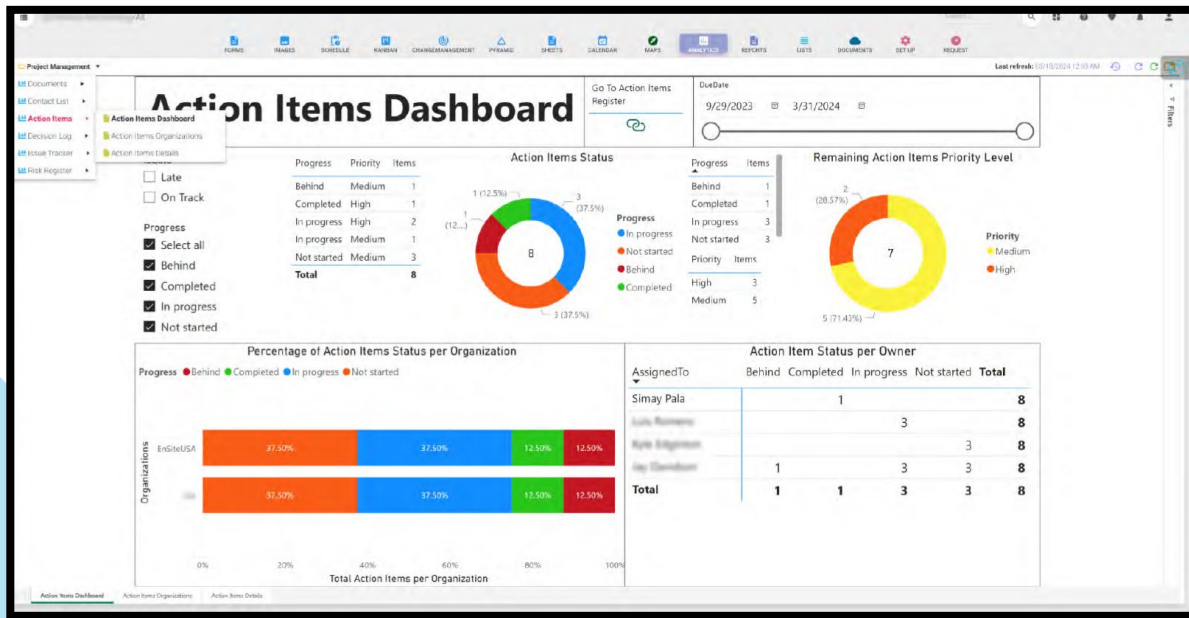 FORMS IMAGES SCHEDULE KANBAN CHANGEMANAGEMENT PYRAMID SHEETS CALENDAR MAPS ANALYTICS REPORTS LISTS DOCUMENTS SET UP REQUEST
Project Management
Last refresh:
Documents
Contact List
Action Items
Decision Log
Issue Tracker
Risk Register
Action Items Dashboard
Action Items Organizations
Action Items Details
Action Items Dashboard
Go To Action Items
Register
DueDate
9/29/2023 3/31/2024
Filters
Late
On Track
Progress
Select all
Behind
Completed
In progress
Not started
Progress Priority Items
Behind Medium 1
Completed High 1
In progress High 2
In progress Medium 1
Not started Medium 3
Total 8
Action Items Status
1 (12.5%)
3
(37.5%)
1
(12...)
8
3 (37.5%)
Progress
In progress
Not started
Behind
Completed
Progress Items
Behind 1
Completed 1
In progress 3
Not started 3
Priority Items
High 3
Medium 5
Remaining Action Items Priority Level
2
(28.57%)
7
5 (71.43%)
Priority
Medium
High
Percentage of Action Items Status per Organization
Progress Behind Completed In progress Not started
Organizations
EnSiteUSA 37.50% 37.50% 12.50% 12.50%
37.50% 37.50% 12.50% 12.50%
0% 20% 40% 60% 80% 100%
Total Action Items per Organization
Action Item Status per Owner
AssignedTo Behind Completed In progress Not started Total
Simay Pala 1 8
3 8
3 8
1 3 3 8
Total 1 1 3 3 8
Action Items Dashboard Action Items Organizations Action Items Details